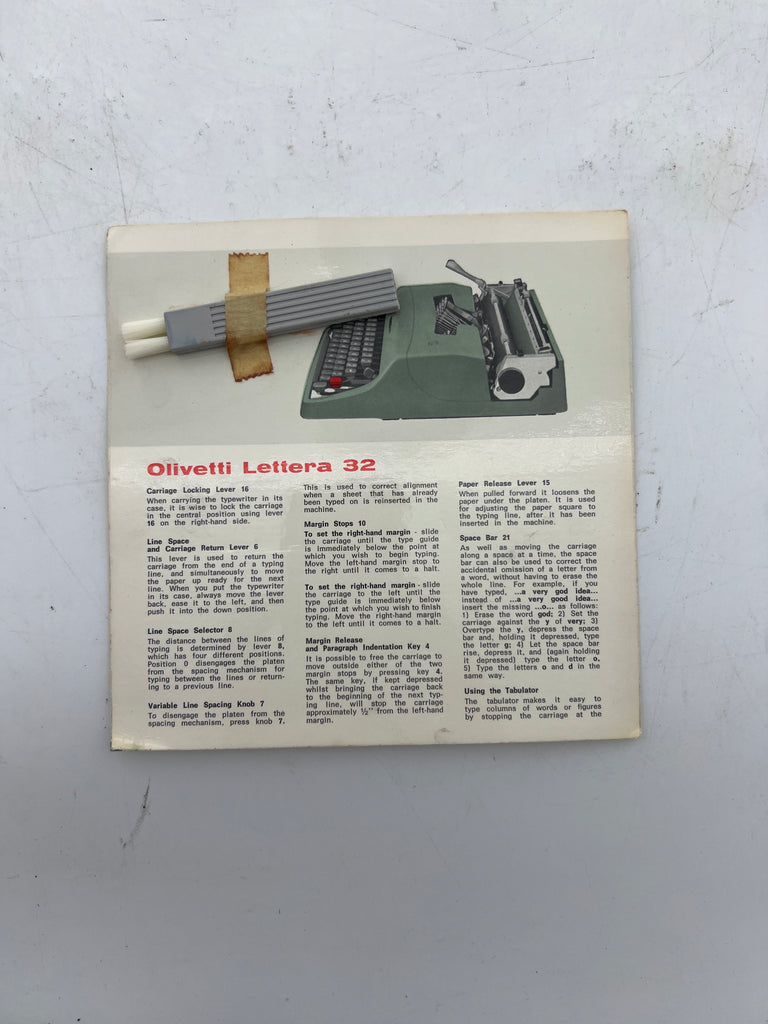 Olivetti Lettera 32
Carriage Locking Lever 16
When carrying the typewriter in its
case, it is wise to lock the carriage
in the central position using lever
16 on the right-hand side.
Line Space
and Carriage Return Lever 6
This lever is used to return the
carriage from the end of a typing
line, and simultaneously to move
the paper up ready for the next
line. When you put the typewriter
in its case, always move the lever
back, ease it to the left, and then
push it into the down position.
Line Space Selector 8
The distance between the lines of
typing is determined by lever 8,
which has four different positions.
Position 0 disengages the platen
from the spacing mechanism for
typing between the lines or return-
ing to a previous line.
Variable Line Spacing Knob 7
To disengage the platen from the
spacing mechanism, press knob 7.
This is used to correct alignment
when a sheet that has already
been typed on is reinserted in the
machine.
Margin Stops 10
To set the right-hand margin - slide
the carriage until the type guide
is immediately below the point at
which you wish to begin typing.
Move the left-hand margin stop to
the right until it comes to a halt.
To set the right-hand margin - slide
the carriage to the left until the
type guide is immediately below
the point at which you wish to finish
typing. Move the right-hand margin
to the left until it comes to a halt.
Margin Release
and Paragraph Indentation Key 4
It is possible to free the carriage to
move outside either of the two
margin stops by pressing key 4.
The same key, if kept depressed
whilst bringing the carriage back
to the beginning of the next typ-
ing line, will stop the carriage
approximately ½" from the left-hand
margin.
Paper Release Lever 15
When pulled forward it loosens the
paper under the platen. It is used
for adjusting the paper square to
the typing line, after it has been
inserted in the machine.
Space Bar 21
As well as moving the carriage
along a space at a time, the space
bar can also be used to correct the
accidental omission of a letter from
a word, without having to erase the
whole line. For example, if you
have typed, ...a very god idea...
instead of ...a very good idea...
insert the missing ...o... as follows:
1) Erase the word god; 2) Set the
carriage against the y of very; 3)
Overtype the y, depress the space
bar and, holding it depressed, type
the letter g; 4) Let the space bar
rise, depress it, and (again holding
it depressed) type the letter o.
5) Type the letters o and d in the
same way.
Using the Tabulator
The tabulator makes it easy to
type columns of words or figures
by stopping the carriage at the